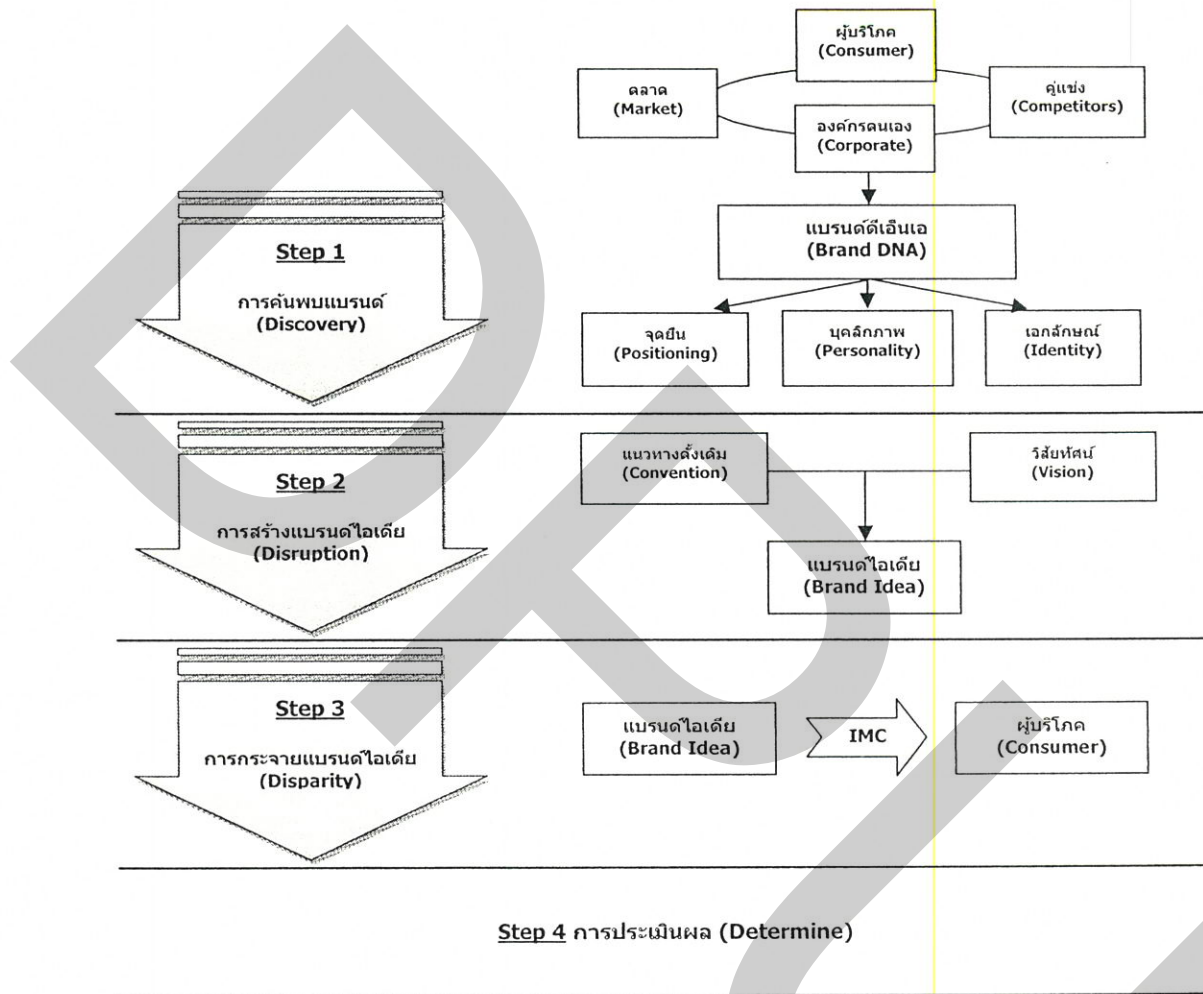 ผู้บริโภค
(Consumer)
ตลาด
(Market)
คู่แข่ง
(Competitors)
องค์กรตนเอง
(Corporate)
แบรนด์ดีเอ็นเอ
(Brand DNA)
จุดยืน
(Positioning)
บุคลิกภาพ
(Personality)
เอกลักษณ์
(Identity)
Step 1
การค้นพบแบรนด์
(Discovery)
Step 2
การสร้างแบรนด์ไอเดีย
(Disruption)
แนวทางดั้งเดิม
(Convention)
วิสัยทัศน์
(Vision)
แบรนด์ไอเดีย
(Brand Idea)
Step 3
การกระจายแบรนด์ไอเดีย
(Disparity)
แบรนด์ไอเดีย
(Brand Idea)
IMC
ผู้บริโภค
(Consumer)
Step 4 การประเมินผล (Determine)